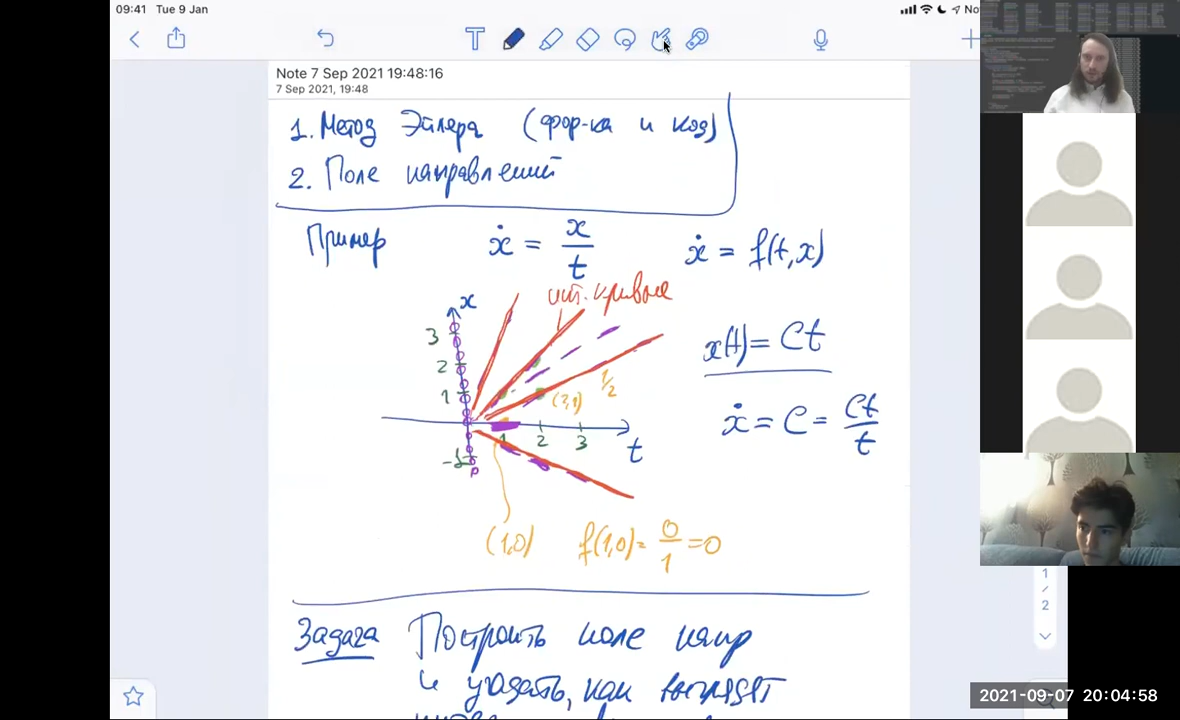 09:41 Tue 9 Jan
Note 7 Sep 2021 19:48:16
7 Sep 2021, 19:48
1. Метод Эйлера (фор-ка и код)
2. Поле направлений
Пример ẋ = x/t ẋ = f(t,x)
x
инт. кривые
3
2
1
-1
x(t) = Ct
1/2
(2,1)
1 2 3
t
ẋ = C = Ct/t
(1,0) f(1,0) = 0/1 = 0
Задача Построить поле напр
и указать, как выглядят
1
/
2
2021-09-07 20:04:58